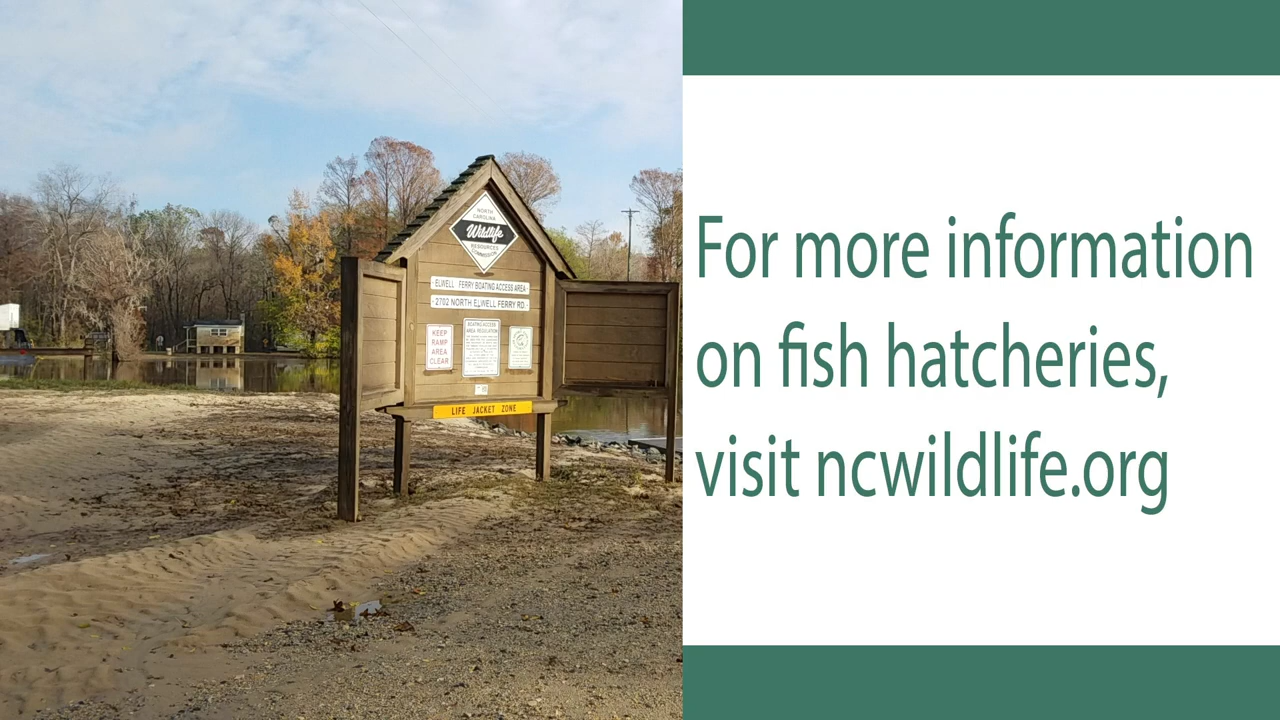 NORTH
CAROLINA
Wildlife
RESOURCES
COMMISSION
ELWELL FERRY BOATING ACCESS AREA
2702 NORTH ELWELL FERRY RD.
KEEP
RAMP
AREA
CLEAR
BOATING ACCESS
AREA REGULATION
LIFE JACKET ZONE
For more information
on fish hatcheries,
visit ncwildlife.org